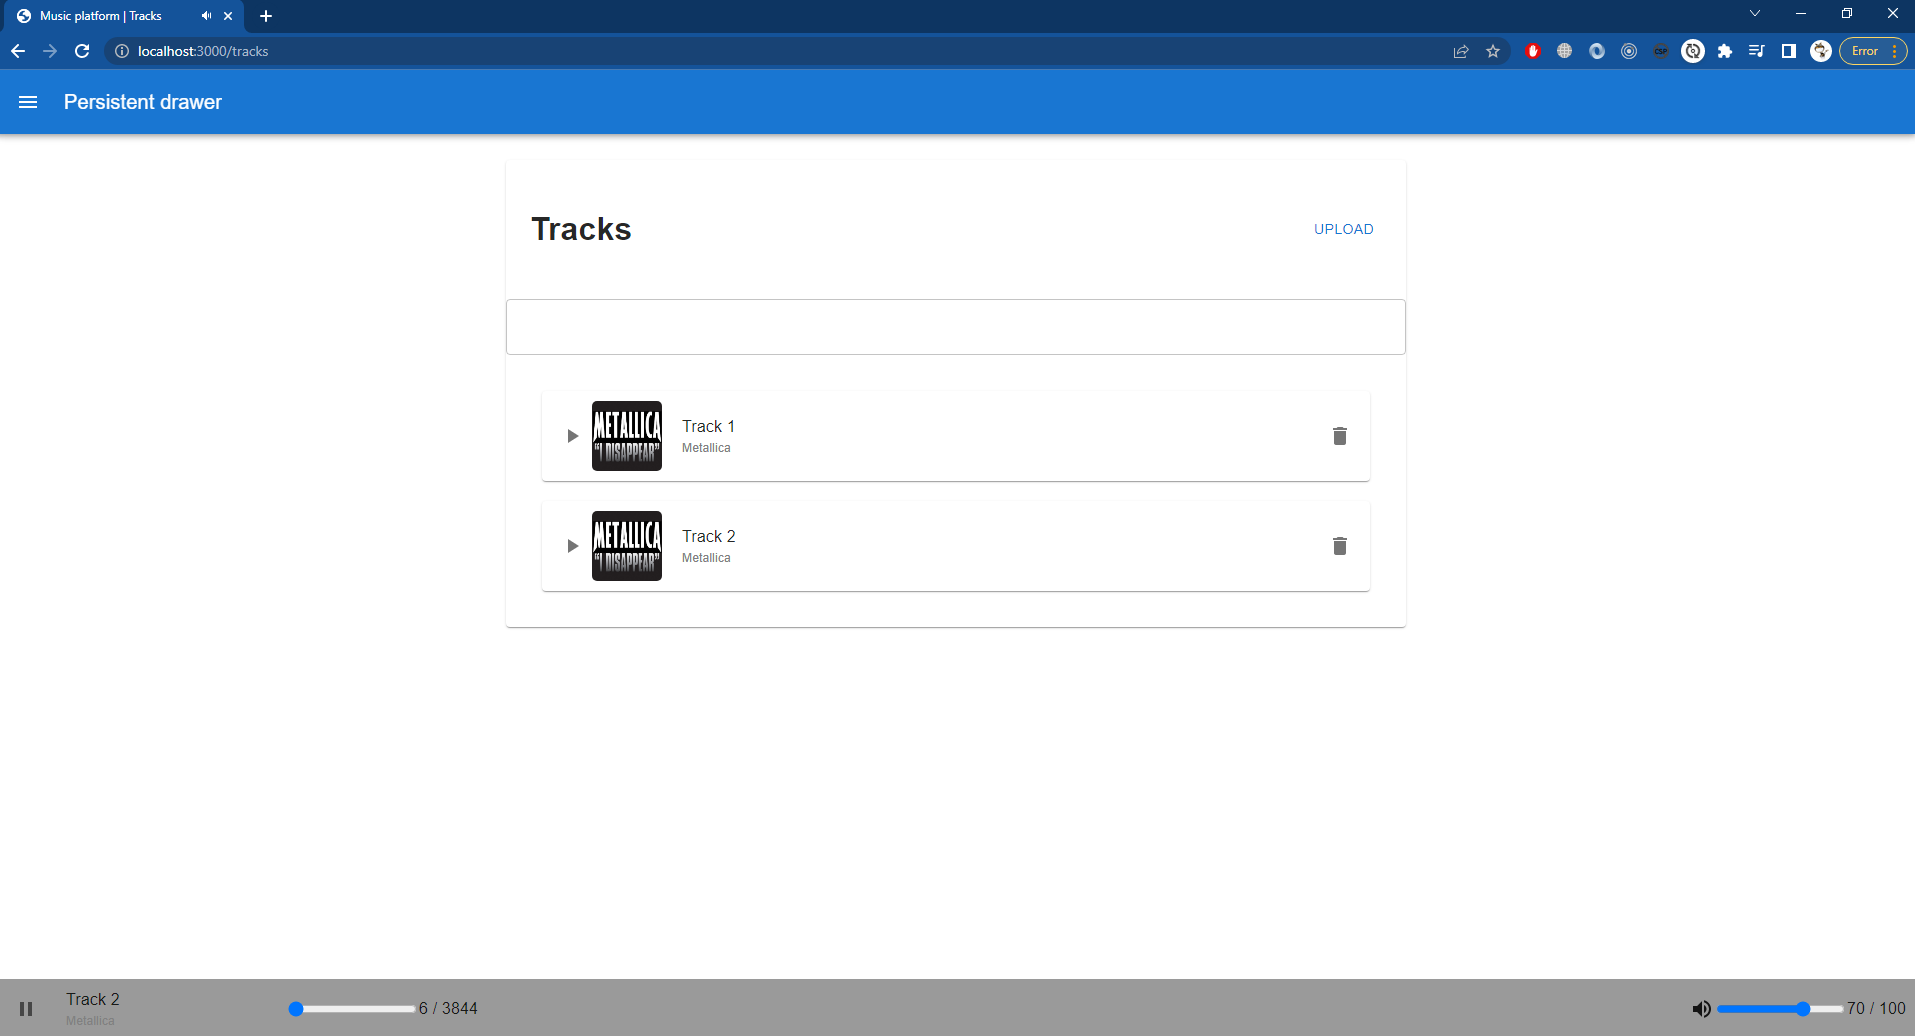 Music platform | Tracks
localhost:3000/tracks
CSP
Error
Persistent drawer
Tracks
UPLOAD
METALLICA
"I DISAPPEAR"
Track 1
Metallica
METALLICA
"I DISAPPEAR"
Track 2
Metallica
Track 2
Metallica
6 / 3844
70 / 100